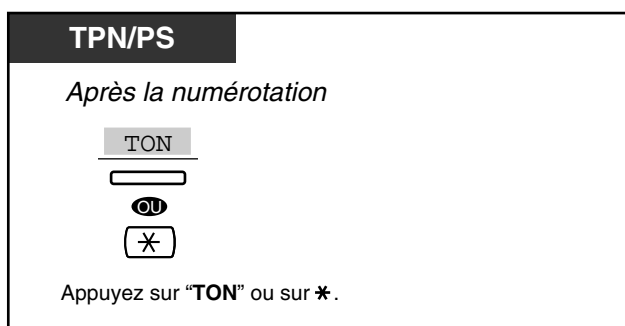 TPN/PS
Après la numérotation
TON
OU
*
Appuyez sur “TON” ou sur *.